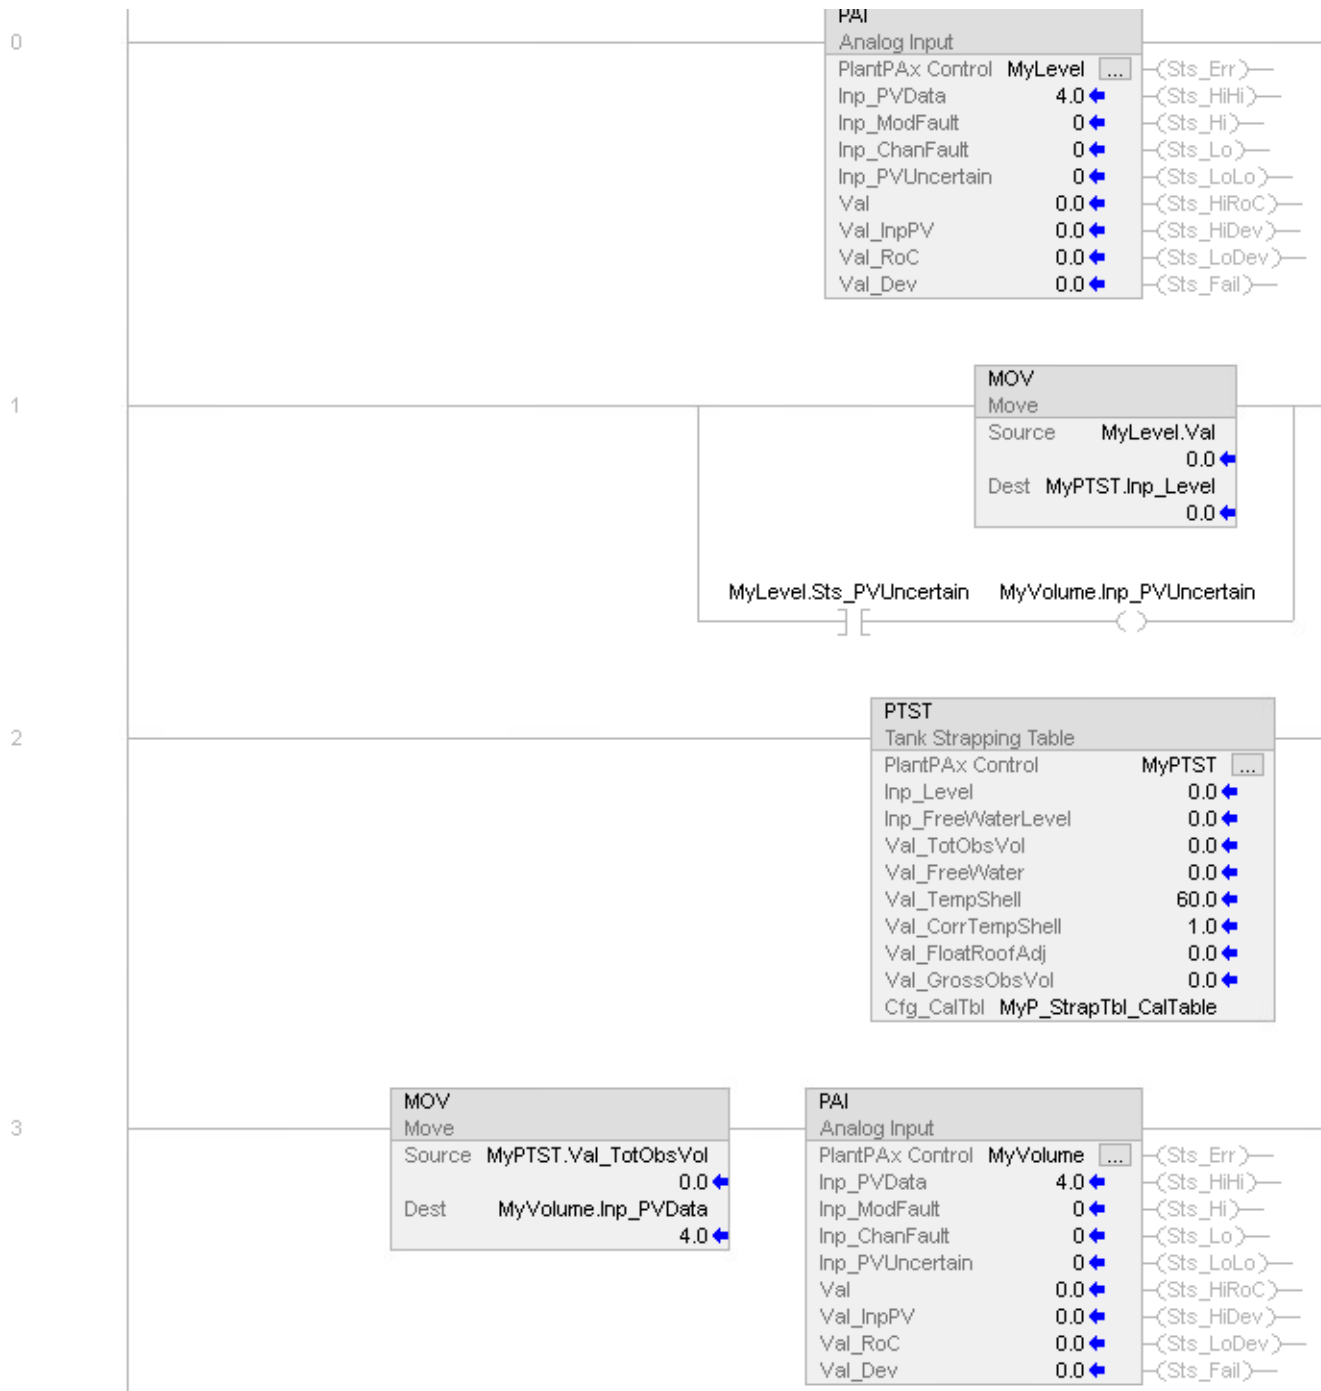 PAI
0
Analog Input
PlantPAx Control MyLevel ... (Sts_Err)
Inp_PVData 4.0 (Sts_HiHi)
Inp_ModFault 0 (Sts_Hi)
Inp_ChanFault 0 (Sts_Lo)
Inp_PVUncertain 0 (Sts_LoLo)
Val 0.0 (Sts_HiRoC)
Val_InpPV 0.0 (Sts_HiDev)
Val_RoC 0.0 (Sts_LoDev)
Val_Dev 0.0 (Sts_Fail)
MOV
1
Move
Source MyLevel.Val
0.0
Dest MyPTST.Inp_Level
0.0
MyLevel.Sts_PVUncertain MyVolume.Inp_PVUncertain
PTST
2
Tank Strapping Table
PlantPAx Control MyPTST ...
Inp_Level 0.0
Inp_FreeWaterLevel 0.0
Val_TotObsVol 0.0
Val_FreeWater 0.0
Val_TempShell 60.0
Val_CorrTempShell 1.0
Val_FloatRoofAdj 0.0
Val_GrossObsVol 0.0
Cfg_CalTbl MyP_StrapTbl_CalTable
3
MOV
Move
Source MyPTST.Val_TotObsVol
0.0
Dest MyVolume.Inp_PVData
4.0
PAI
Analog Input
PlantPAx Control MyVolume ... (Sts_Err)
Inp_PVData 4.0 (Sts_HiHi)
Inp_ModFault 0 (Sts_Hi)
Inp_ChanFault 0 (Sts_Lo)
Inp_PVUncertain 0 (Sts_LoLo)
Val 0.0 (Sts_HiRoC)
Val_InpPV 0.0 (Sts_HiDev)
Val_RoC 0.0 (Sts_LoDev)
Val_Dev 0.0 (Sts_Fail)